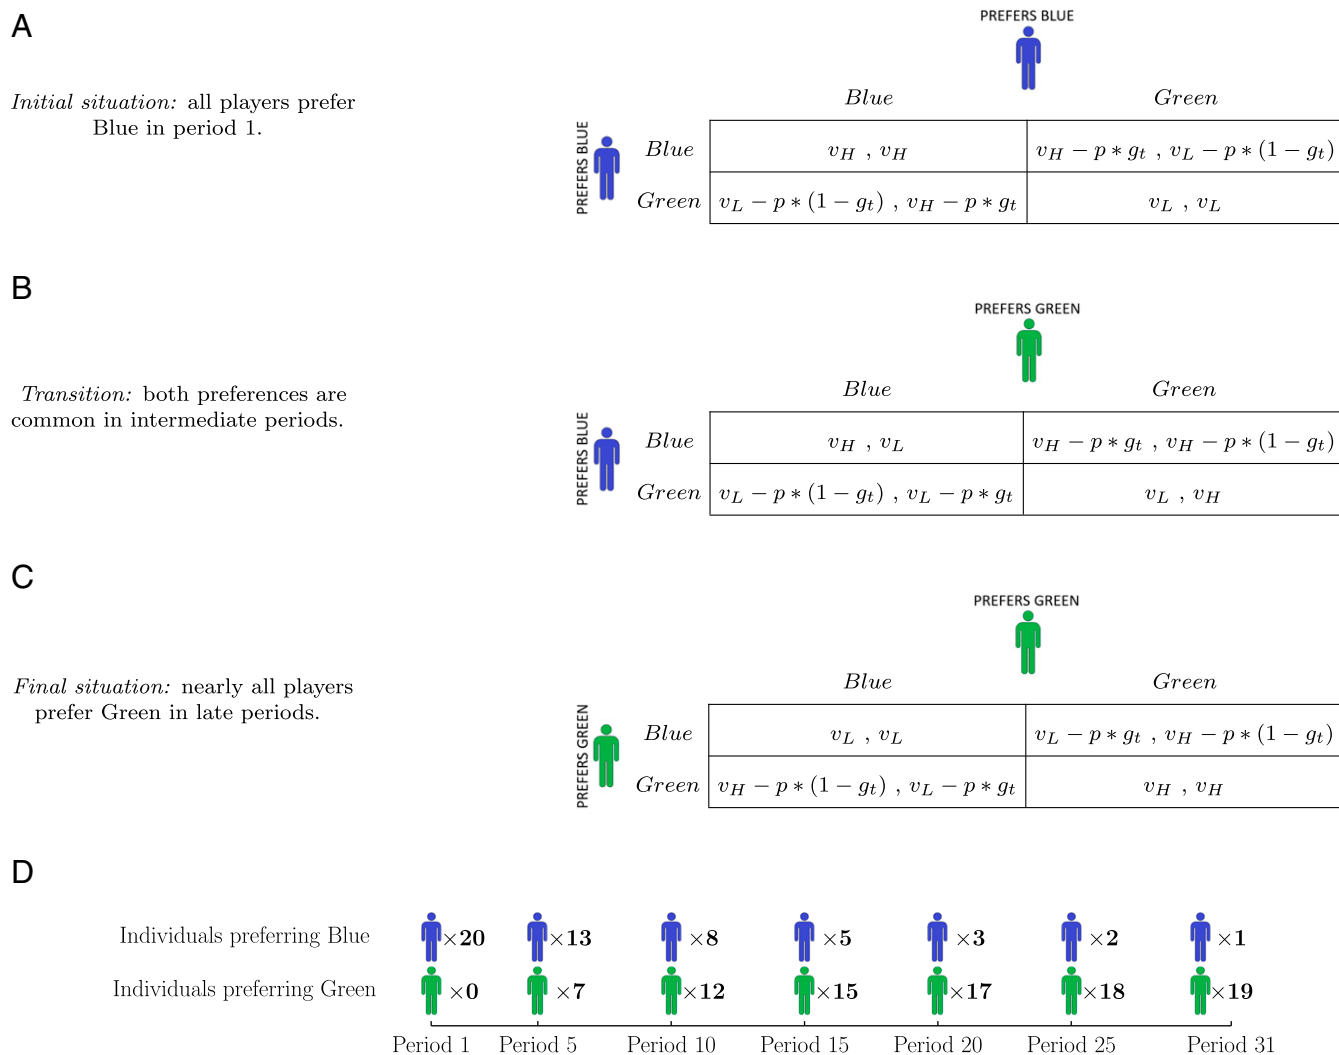 A
PREFERS BLUE
Initial situation: all players prefer
Blue in period 1.
PREFERS BLUE
Blue Green
Blue v_H , v_H v_H − p ∗ g_t , v_L − p ∗ (1 − g_t)
Green v_L − p ∗ (1 − g_t) , v_H − p ∗ g_t v_L , v_L
B
PREFERS GREEN
Transition: both preferences are
common in intermediate periods.
PREFERS BLUE
Blue Green
Blue v_H , v_L v_H − p ∗ g_t , v_H − p ∗ (1 − g_t)
Green v_L − p ∗ (1 − g_t) , v_L − p ∗ g_t v_L , v_H
C
PREFERS GREEN
Final situation: nearly all players
prefer Green in late periods.
PREFERS GREEN
Blue Green
Blue v_L , v_L v_L − p ∗ g_t , v_H − p ∗ (1 − g_t)
Green v_H − p ∗ (1 − g_t) , v_L − p ∗ g_t v_H , v_H
D
Individuals preferring Blue ×20 ×13 ×8 ×5 ×3 ×2 ×1
Individuals preferring Green ×0 ×7 ×12 ×15 ×17 ×18 ×19
Period 1 Period 5 Period 10 Period 15 Period 20 Period 25 Period 31